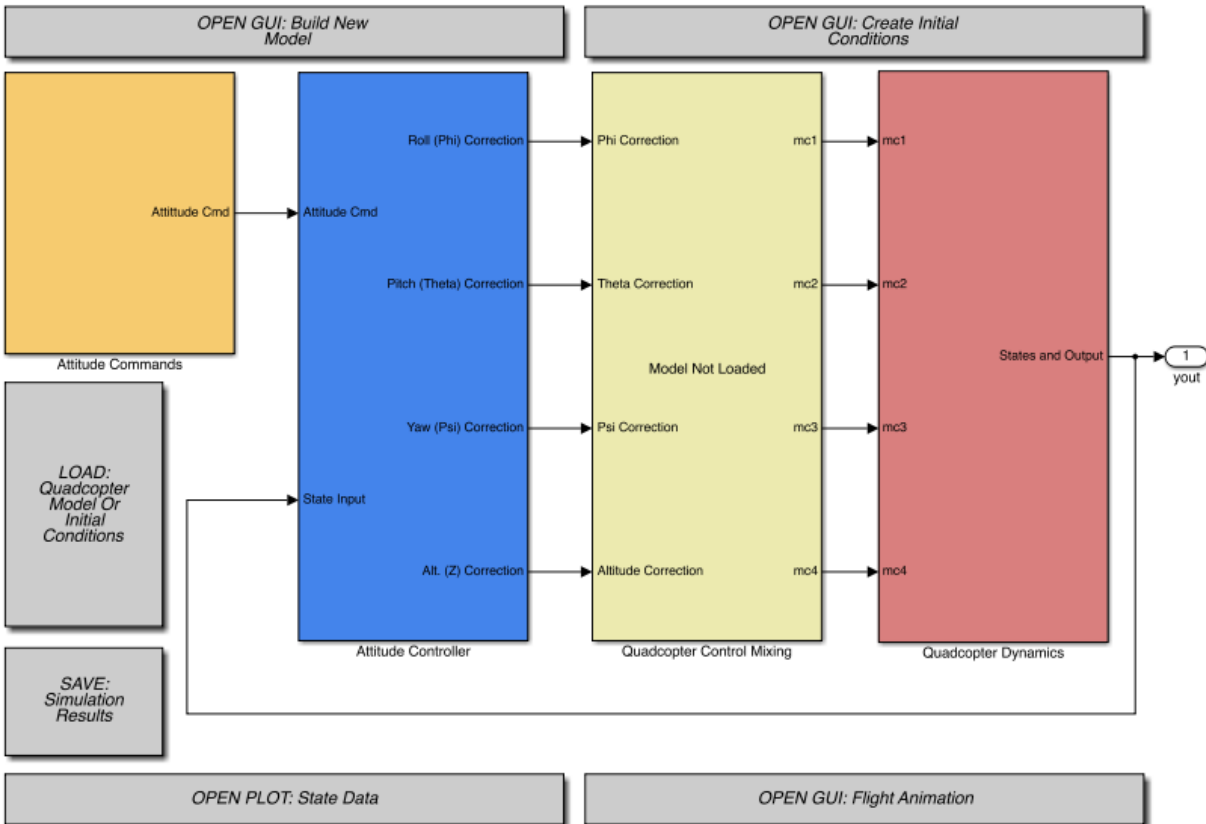 OPEN GUI: Build New
Model
OPEN GUI: Create Initial
Conditions
Attittude Cmd
Attitude Commands
Roll (Phi) Correction
Attitude Cmd
Pitch (Theta) Correction
Yaw (Psi) Correction
State Input
Alt. (Z) Correction
Attitude Controller
Phi Correction
mc1
Theta Correction
mc2
Model Not Loaded
Psi Correction
mc3
Altitude Correction
mc4
Quadcopter Control Mixing
mc1
mc2
States and Output
mc3
mc4
Quadcopter Dynamics
1
yout
LOAD:
Quadcopter
Model Or
Initial
Conditions
SAVE:
Simulation
Results
OPEN PLOT: State Data
OPEN GUI: Flight Animation